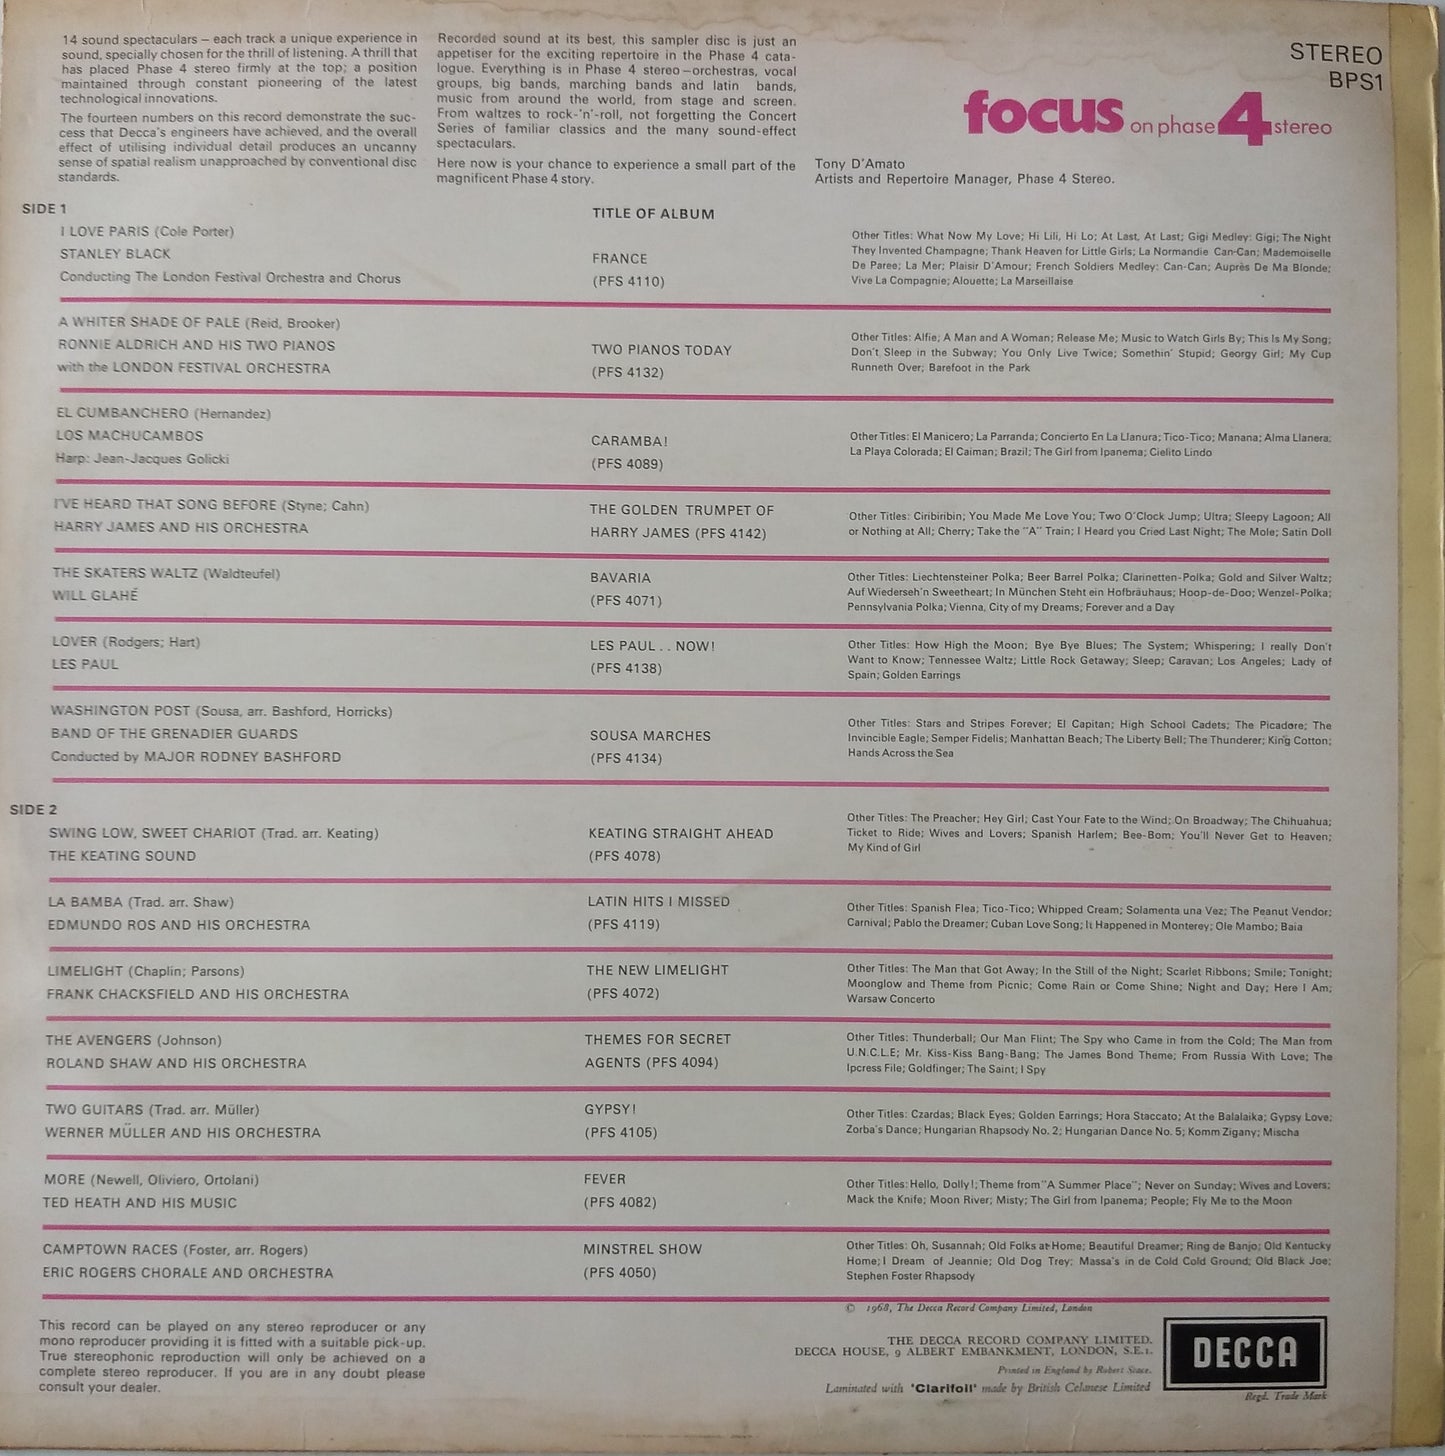 14 sound spectaculars – each track a unique experience in
sound, specially chosen for the thrill of listening. A thrill that
has placed Phase 4 stereo firmly at the top; a position
maintained through constant pioneering of the latest
technological innovations.
The fourteen numbers on this record demonstrate the suc-
cess that Decca's engineers have achieved, and the overall
effect of utilising individual detail produces an uncanny
sense of spatial realism unapproached by conventional disc
standards.
Recorded sound at its best, this sampler disc is just an
appetiser for the exciting repertoire in the Phase 4 cata-
logue. Everything is in Phase 4 stereo – orchestras, vocal
groups, big bands, marching bands and latin bands,
music from around the world, from stage and screen.
From waltzes to rock-'n'-roll, not forgetting the Concert
Series of familiar classics and the many sound-effect
spectaculars.
Here now is your chance to experience a small part of the
magnificent Phase 4 story.
STEREO
BPS1
focus on phase 4 stereo
Tony D'Amato
Artists and Repertoire Manager, Phase 4 Stereo.
SIDE 1
TITLE OF ALBUM
I LOVE PARIS (Cole Porter)
STANLEY BLACK
Conducting The London Festival Orchestra and Chorus
FRANCE
(PFS 4110)
Other Titles: What Now My Love; Hi Lili, Hi Lo; At Last, At Last; Gigi Medley: Gigi; The Night
They Invented Champagne; Thank Heaven for Little Girls; La Normandie Can-Can; Mademoiselle
De Paree; La Mer; Plaisir D'Amour; French Soldiers Medley: Can-Can; Auprès De Ma Blonde;
Vive La Compagnie; Alouette; La Marseillaise
A WHITER SHADE OF PALE (Reid, Brooker)
RONNIE ALDRICH AND HIS TWO PIANOS
with the LONDON FESTIVAL ORCHESTRA
TWO PIANOS TODAY
(PFS 4132)
Other Titles: Alfie; A Man and A Woman; Release Me; Music to Watch Girls By; This Is My Song;
Don't Sleep in the Subway; You Only Live Twice; Somethin' Stupid; Georgy Girl; My Cup
Runneth Over; Barefoot in the Park
EL CUMBANCHERO (Hernandez)
LOS MACHUCAMBOS
Harp: Jean-Jacques Golicki
CARAMBA!
(PFS 4089)
Other Titles: El Manicero; La Parranda; Concierto En La Llanura; Tico-Tico; Manana; Alma Llanera;
La Playa Colorada; El Caiman; Brazil; The Girl from Ipanema; Cielito Lindo
I'VE HEARD THAT SONG BEFORE (Styne; Cahn)
HARRY JAMES AND HIS ORCHESTRA
THE GOLDEN TRUMPET OF
HARRY JAMES (PFS 4142)
Other Titles: Ciribiribin; You Made Me Love You; Two O'Clock Jump; Ultra; Sleepy Lagoon; All
or Nothing at All; Cherry; Take the "A" Train; I Heard you Cried Last Night; The Mole; Satin Doll
THE SKATERS WALTZ (Waldteufel)
WILL GLAHÉ
BAVARIA
(PFS 4071)
Other Titles: Liechtensteiner Polka; Beer Barrel Polka; Clarinetten-Polka; Gold and Silver Waltz;
Auf Wiederseh'n Sweetheart; In München Steht ein Hofbräuhaus; Hoop-de-Doo; Wenzel-Polka;
Pennsylvania Polka; Vienna, City of my Dreams; Forever and a Day
LOVER (Rodgers; Hart)
LES PAUL
LES PAUL . . NOW!
(PFS 4138)
Other Titles: How High the Moon; Bye Bye Blues; The System; Whispering; I really Don't
Want to Know; Tennessee Waltz; Little Rock Getaway; Sleep; Caravan; Los Angeles; Lady of
Spain; Golden Earrings
WASHINGTON POST (Sousa, arr. Bashford, Horricks)
BAND OF THE GRENADIER GUARDS
Conducted by MAJOR RODNEY BASHFORD
SOUSA MARCHES
(PFS 4134)
Other Titles: Stars and Stripes Forever; El Capitan; High School Cadets; The Picadore; The
Invincible Eagle; Semper Fidelis; Manhattan Beach; The Liberty Bell; The Thunderer; King Cotton;
Hands Across the Sea
SIDE 2
SWING LOW, SWEET CHARIOT (Trad. arr. Keating)
THE KEATING SOUND
KEATING STRAIGHT AHEAD
(PFS 4078)
Other Titles: The Preacher; Hey Girl; Cast Your Fate to the Wind; On Broadway; The Chihuahua;
Ticket to Ride; Wives and Lovers; Spanish Harlem; Bee-Bom; You'll Never Get to Heaven;
My Kind of Girl
LA BAMBA (Trad. arr. Shaw)
EDMUNDO ROS AND HIS ORCHESTRA
LATIN HITS I MISSED
(PFS 4119)
Other Titles: Spanish Flea; Tico-Tico; Whipped Cream; Solamenta una Vez; The Peanut Vendor;
Carnival; Pablo the Dreamer; Cuban Love Song; It Happened in Monterey; Ole Mambo; Baia
LIMELIGHT (Chaplin; Parsons)
FRANK CHACKSFIELD AND HIS ORCHESTRA
THE NEW LIMELIGHT
(PFS 4072)
Other Titles: The Man that Got Away; In the Still of the Night; Scarlet Ribbons; Smile; Tonight;
Moonglow and Theme from Picnic; Come Rain or Come Shine; Night and Day; Here I Am;
Warsaw Concerto
THE AVENGERS (Johnson)
ROLAND SHAW AND HIS ORCHESTRA
THEMES FOR SECRET
AGENTS (PFS 4094)
Other Titles: Thunderball; Our Man Flint; The Spy who Came in from the Cold; The Man from
U.N.C.L.E; Mr. Kiss-Kiss Bang-Bang; The James Bond Theme; From Russia With Love; The
Ipcress File; Goldfinger; The Saint; I Spy
TWO GUITARS (Trad. arr. Müller)
WERNER MÜLLER AND HIS ORCHESTRA
GYPSY!
(PFS 4105)
Other Titles: Czardas; Black Eyes; Golden Earrings; Hora Staccato; At the Balalaika; Gypsy Love;
Zorba's Dance; Hungarian Rhapsody No. 2; Hungarian Dance No. 5; Komm Zigany; Mischa
MORE (Newell, Oliviero, Ortolani)
TED HEATH AND HIS MUSIC
FEVER
(PFS 4082)
Other Titles: Hello, Dolly!; Theme from "A Summer Place"; Never on Sunday; Wives and Lovers;
Mack the Knife; Moon River; Misty; The Girl from Ipanema; People; Fly Me to the Moon
CAMPTOWN RACES (Foster, arr. Rogers)
ERIC ROGERS CHORALE AND ORCHESTRA
MINSTREL SHOW
(PFS 4050)
Other Titles: Oh, Susannah; Old Folks at Home; Beautiful Dreamer; Ring de Banjo; Old Kentucky
Home; I Dream of Jeannie; Old Dog Trey; Massa's in de Cold Cold Ground; Old Black Joe;
Stephen Foster Rhapsody
© 1968, The Decca Record Company Limited, London
This record can be played on any stereo reproducer or any
mono reproducer providing it is fitted with a suitable pick-up.
True stereophonic reproduction will only be achieved on a
complete stereo reproducer. If you are in any doubt please
consult your dealer.
THE DECCA RECORD COMPANY LIMITED.
DECCA HOUSE, 9 ALBERT EMBANKMENT, LONDON, S.E.1.
Printed in England by Robert Stace.
Laminated with 'Clarifoil' made by British Celanese Limited
DECCA
Regd. Trade Mark